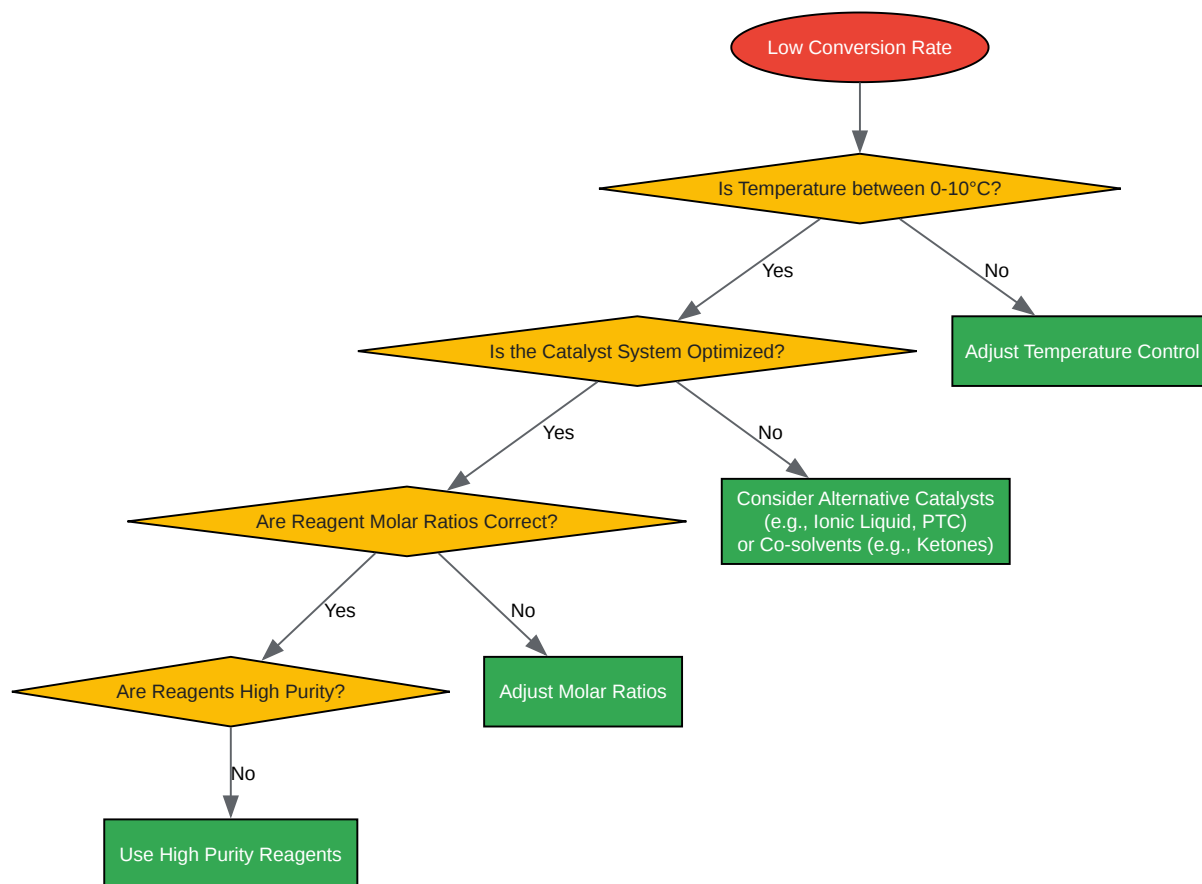 Low Conversion Rate
Is Temperature between 0-10°C?
Yes
No
Is the Catalyst System Optimized?
Adjust Temperature Control
Yes
No
Consider Alternative Catalysts
(e.g., Ionic Liquid, PTC)
or Co-solvents (e.g., Ketones)
Are Reagent Molar Ratios Correct?
Yes
No
Are Reagents High Purity?
Adjust Molar Ratios
No
Use High Purity Reagents